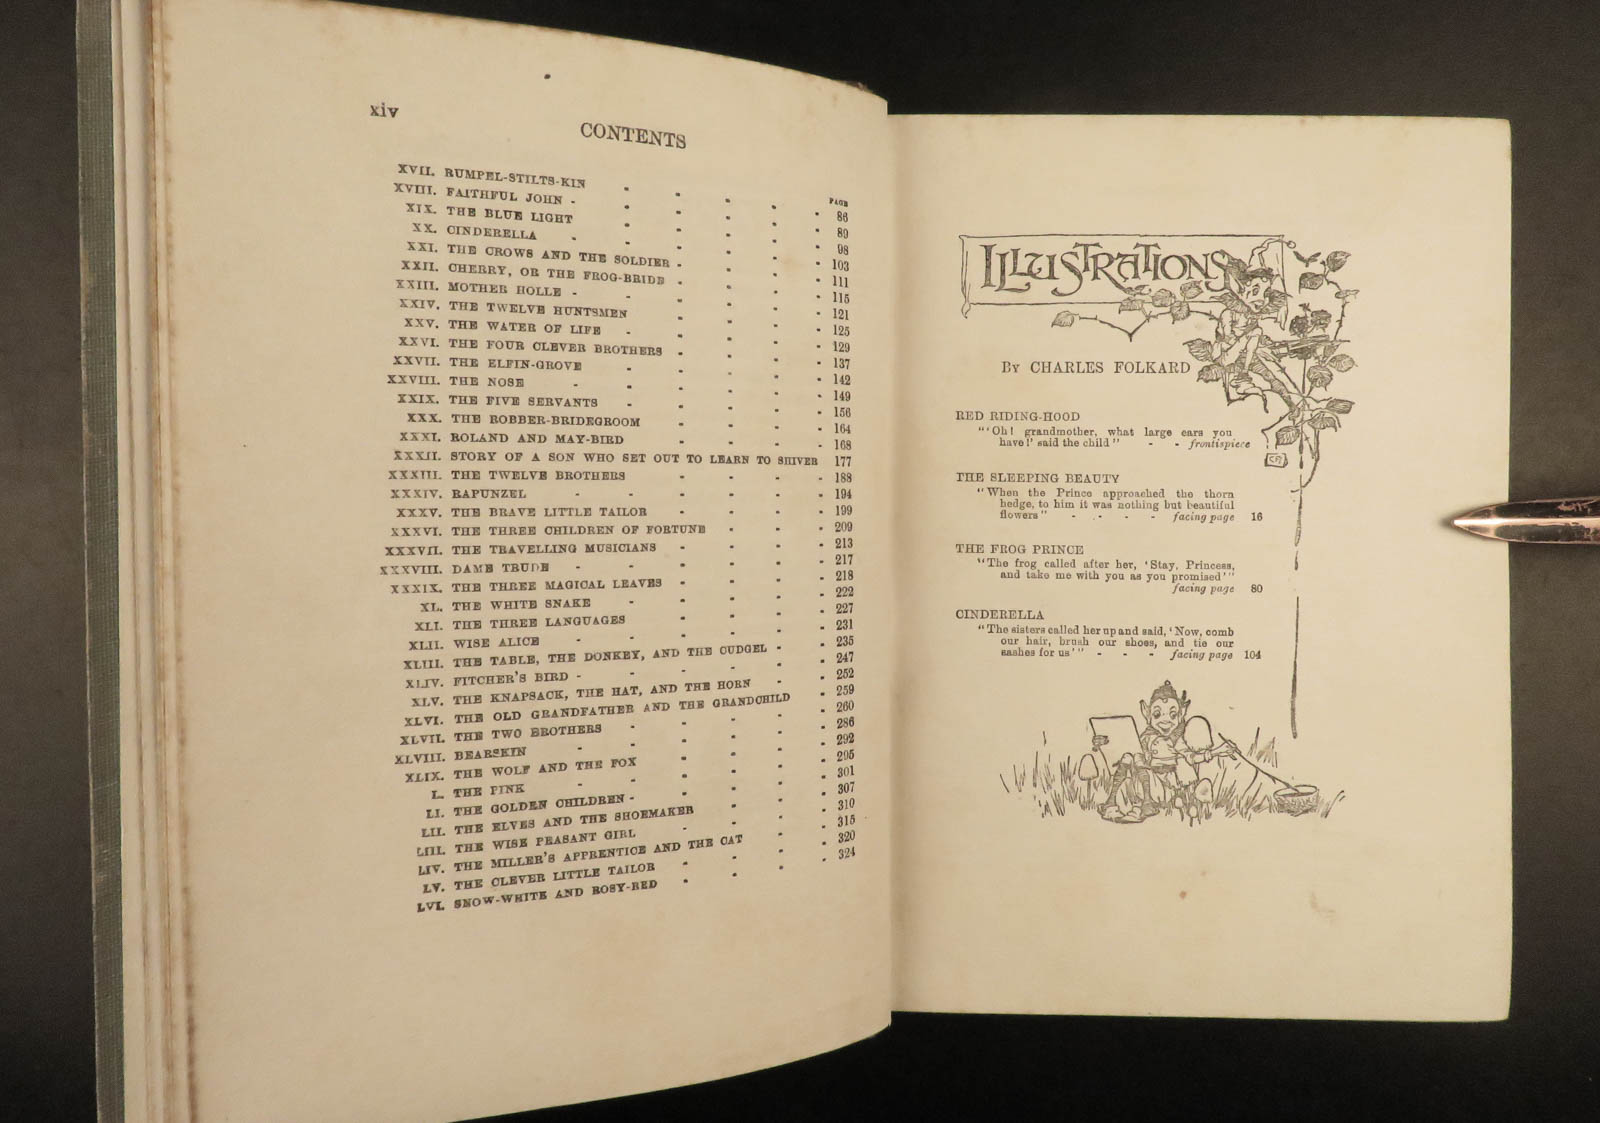 xiv
CONTENTS
PAGE
XVII. RUMPEL-STILTS-KIN 86
XVIII. FAITHFUL JOHN 89
XIX. THE BLUE LIGHT 98
XX. CINDERELLA 103
XXI. THE CROWS AND THE SOLDIER 111
XXII. CHERRY, OR THE FROG-BRIDE 115
XXIII. MOTHER HOLLE 121
XXIV. THE TWELVE HUNTSMEN 125
XXV. THE WATER OF LIFE 129
XXVI. THE FOUR CLEVER BROTHERS 137
XXVII. THE ELFIN-GROVE 142
XXVIII. THE NOSE 149
XXIX. THE FIVE SERVANTS 156
XXX. THE ROBBER-BRIDEGROOM 164
XXXI. ROLAND AND MAY-BIRD 168
XXXII. STORY OF A SON WHO SET OUT TO LEARN TO SHIVER 177
XXXIII. THE TWELVE BROTHERS 188
XXXIV. RAPUNZEL 194
XXXV. THE BRAVE LITTLE TAILOR 199
XXXVI. THE THREE CHILDREN OF FORTUNE 209
XXXVII. THE TRAVELLING MUSICIANS 213
XXXVIII. DAME TRUDE 217
XXXIX. THE THREE MAGICAL LEAVES 218
XL. THE WHITE SNAKE 222
XLI. THE THREE LANGUAGES 227
XLII. WISE ALICE 231
XLIII. THE TABLE, THE DONKEY, AND THE CUDGEL 235
XLIV. FITCHER'S BIRD 247
XLV. THE KNAPSACK, THE HAT, AND THE HORN 252
XLVI. THE OLD GRANDFATHER AND THE GRANDCHILD 259
XLVII. THE TWO BROTHERS 260
XLVIII. BEARSKIN 286
XLIX. THE WOLF AND THE FOX 292
L. THE PINK 295
LI. THE GOLDEN CHILDREN 301
LII. THE ELVES AND THE SHOEMAKER 307
LIII. THE WISE PEASANT GIRL 310
LIV. THE MILLER'S APPRENTICE AND THE CAT 315
LV. THE CLEVER LITTLE TAILOR 320
LVI. SNOW-WHITE AND ROSY-RED 324
ILLUSTRATIONS
BY CHARLES FOLKARD
RED RIDING-HOOD
"'Oh! grandmother, what large ears you
have!' said the child" - - frontispiece
THE SLEEPING BEAUTY
"When the Prince approached the thorn
hedge, to him it was nothing but beautiful
flowers" - - - - facing page 16
THE FROG PRINCE
"The frog called after her, 'Stay, Princess,
and take me with you as you promised'"
facing page 80
CINDERELLA
"The sisters called her up and said, 'Now, comb
our hair, brush our shoes, and tie our
sashes for us'" - - - facing page 104